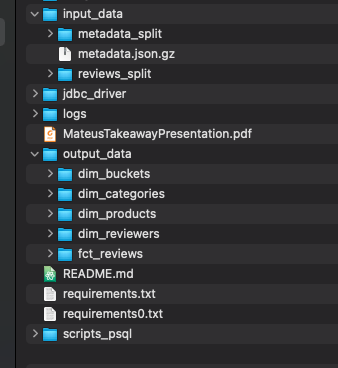 input_data
metadata_split
metadata.json.gz
reviews_split
jdbc_driver
logs
MateusTakeawayPresentation.pdf
output_data
dim_buckets
dim_categories
dim_products
dim_reviewers
fct_reviews
README.md
requirements.txt
requirements0.txt
scripts_psql